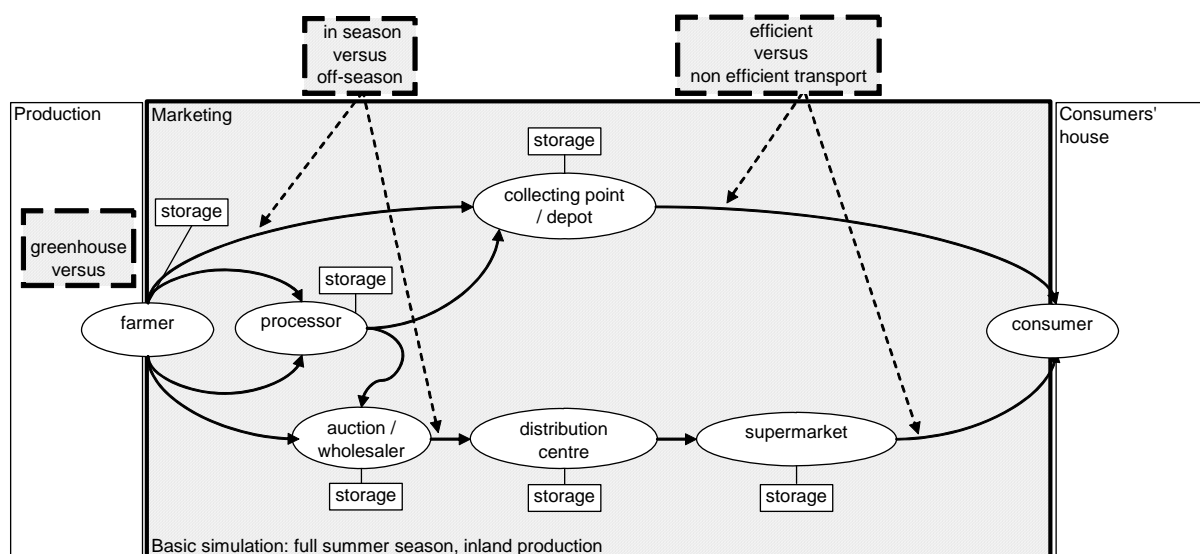 in season
versus
off-season
efficient
versus
non efficient transport
Production
Marketing
Consumers'
house
storage
collecting point
/ depot
storage
greenhouse
versus
storage
farmer
processor
consumer
auction /
wholesaler
distribution
centre
supermarket
storage
storage
storage
Basic simulation: full summer season, inland production